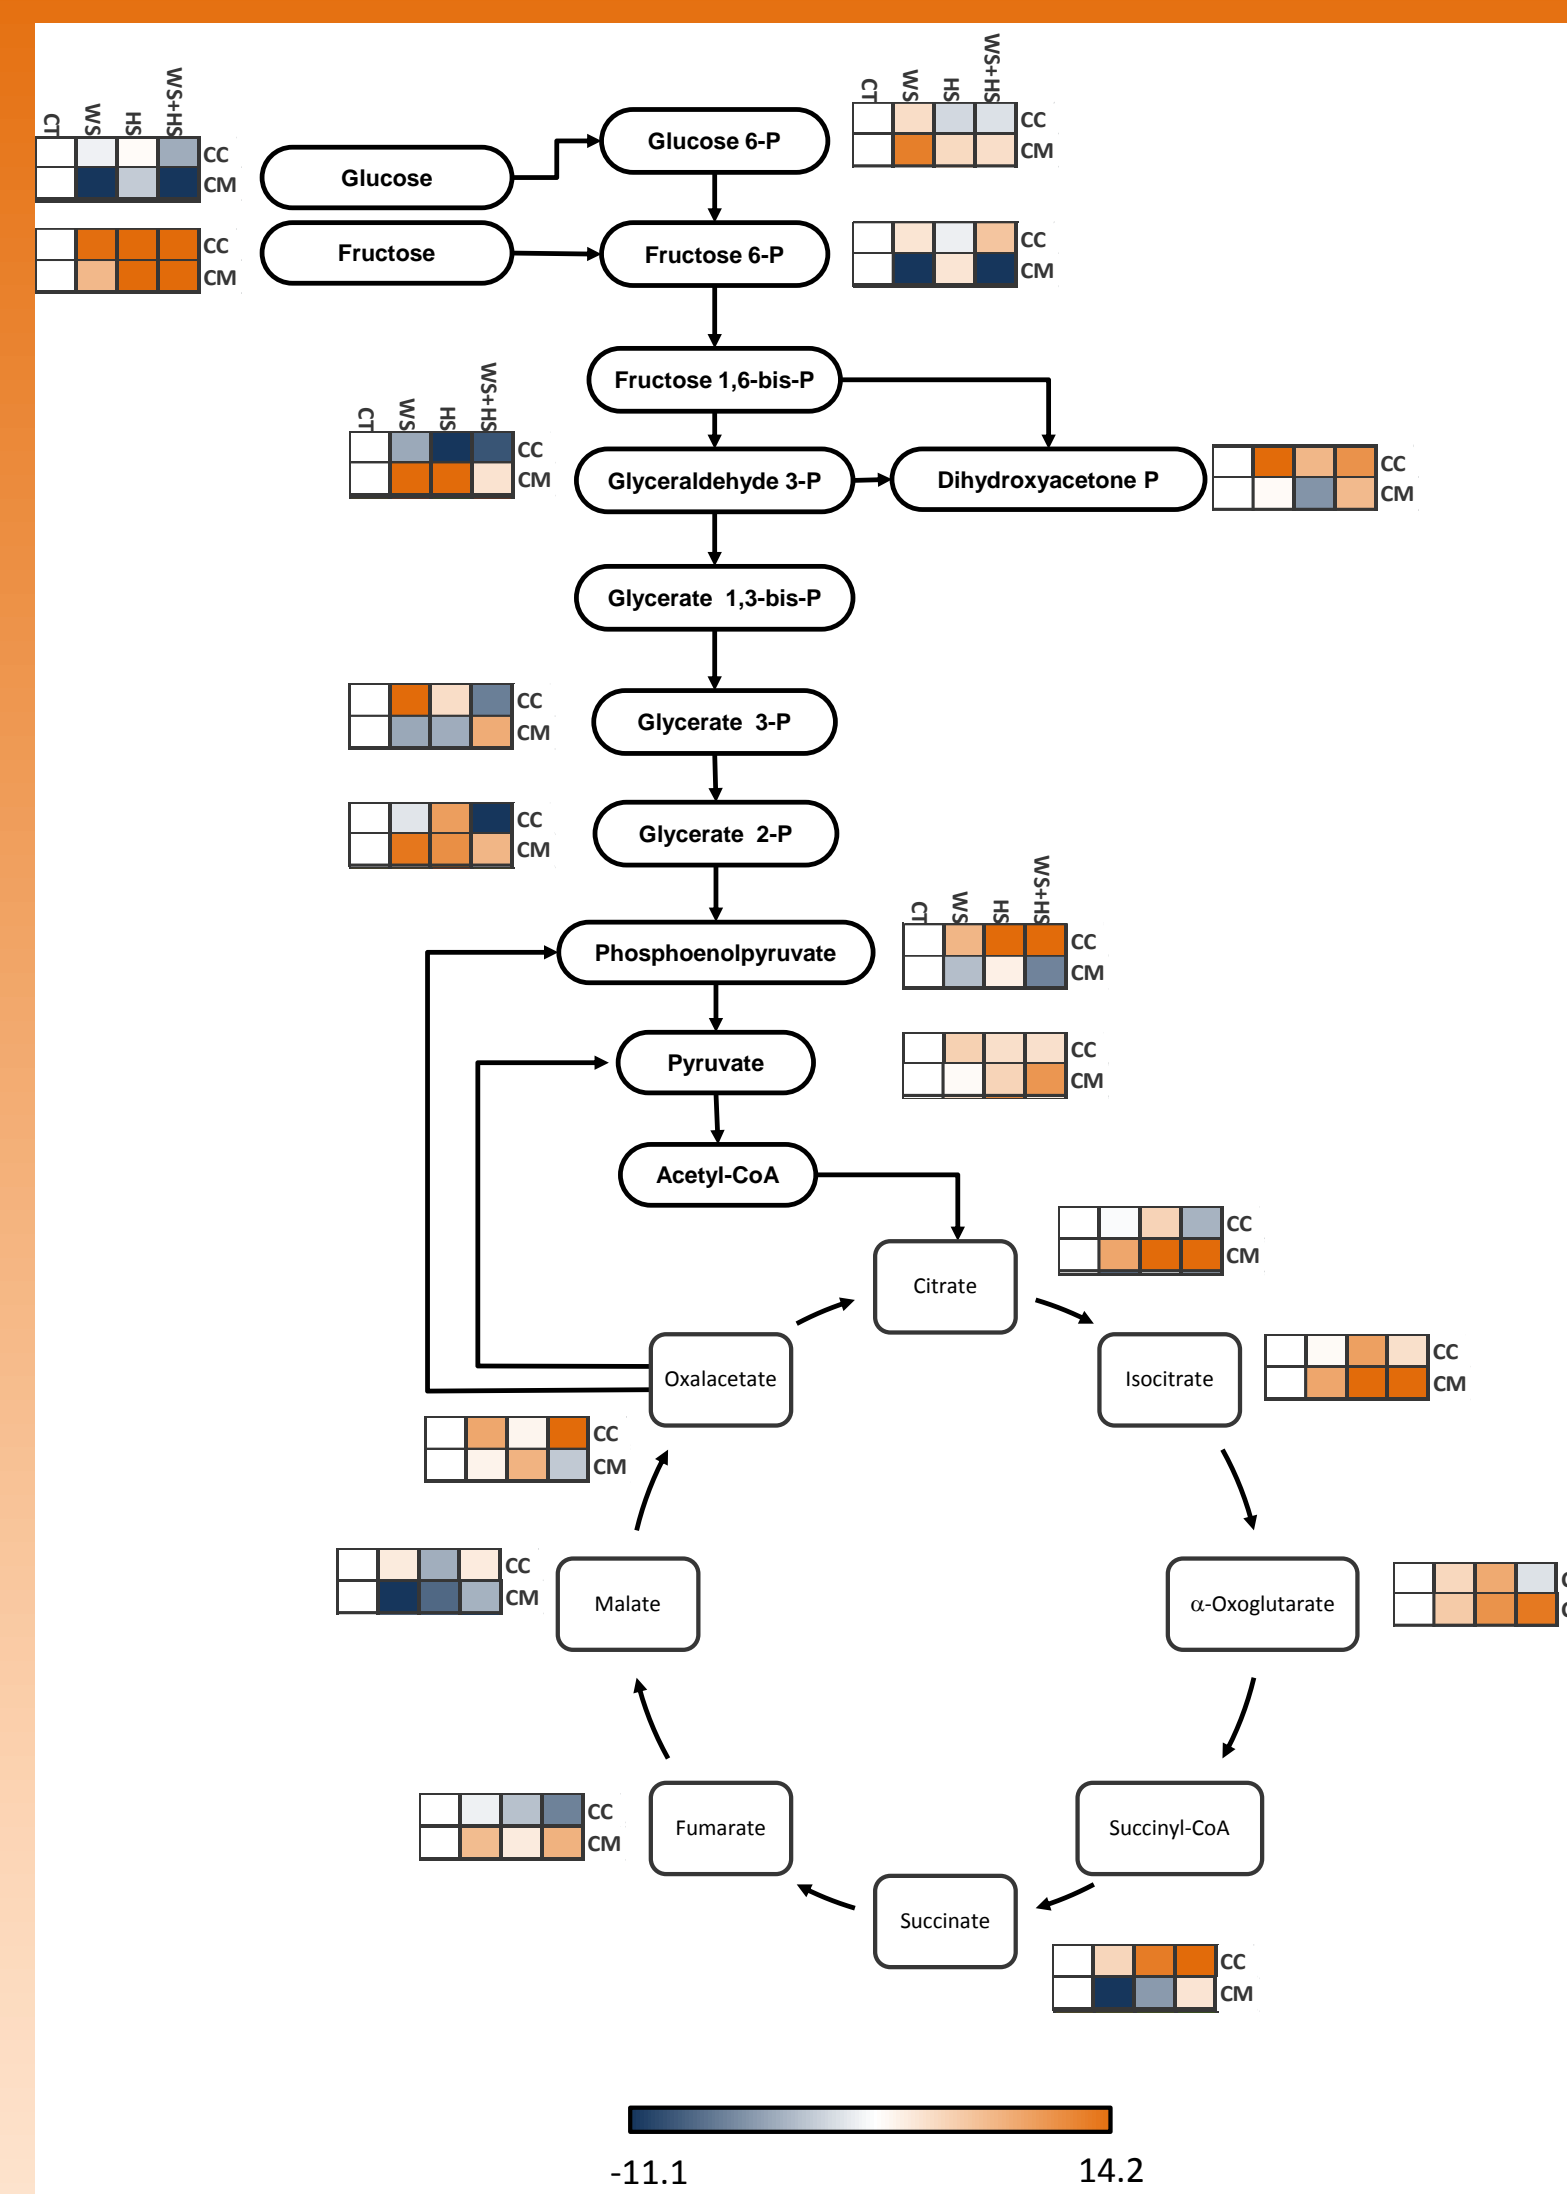 CT WS HS WS+HS
CC
CM
Glucose
CC
CM
Fructose
Glucose 6-P
CT WS HS WS+HS
CC
CM
Fructose 6-P
CC
CM
Fructose 1,6-bis-P
CT WS HS WS+HS
CC
CM
Glyceraldehyde 3-P
Dihydroxyacetone P
CC
CM
Glycerate 1,3-bis-P
CC
CM
Glycerate 3-P
CC
CM
Glycerate 2-P
Phosphoenolpyruvate
CT WS HS WS+HS
CC
CM
Pyruvate
CC
CM
Acetyl-CoA
Citrate
CC
CM
Oxalacetate
CC
CM
Isocitrate
CC
CM
Malate
CC
CM
α-Oxoglutarate
Fumarate
CC
CM
Succinyl-CoA
Succinate
CC
CM
-11.1
14.2